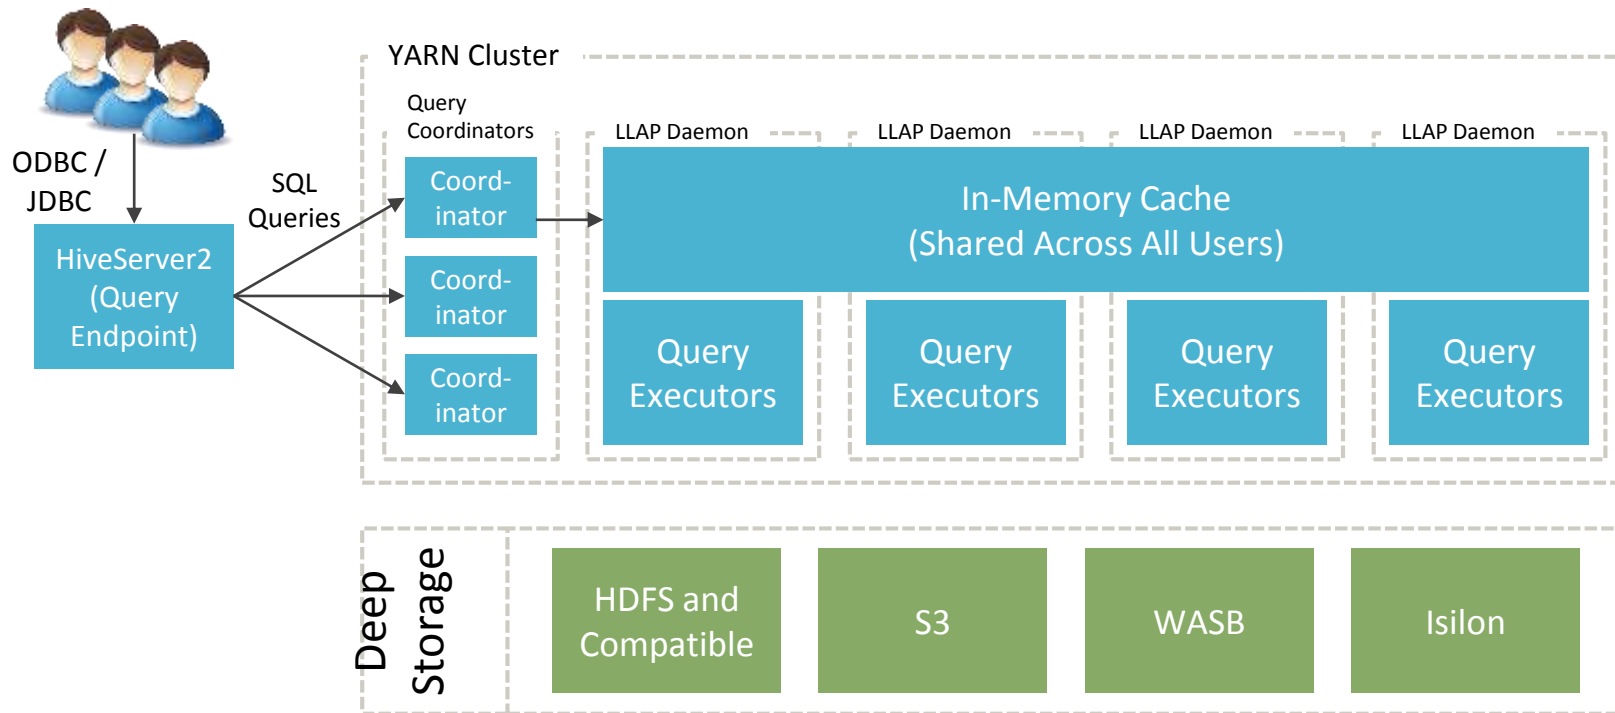 YARN Cluster
ODBC /
JDBC
HiveServer2
(Query
Endpoint)
SQL
Queries
Query
Coordinators
Coord-
inator
Coord-
inator
Coord-
inator
LLAP Daemon
LLAP Daemon
LLAP Daemon
LLAP Daemon
In-Memory Cache
(Shared Across All Users)
Query
Executors
Query
Executors
Query
Executors
Query
Executors
Deep
Storage
HDFS and
Compatible
S3
WASB
Isilon